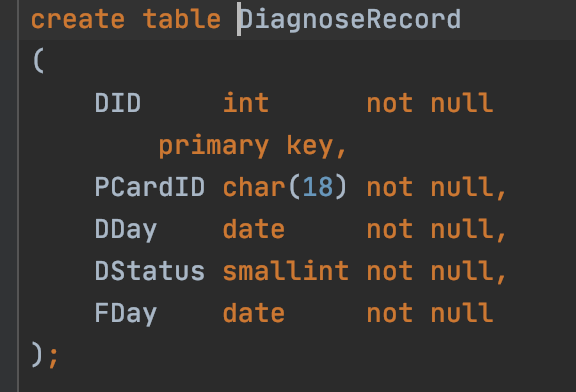 create table DiagnoseRecord
(
    DID     int      not null
        primary key,
    PCardID char(18) not null,
    DDay    date     not null,
    DStatus smallint not null,
    FDay    date     not null
);